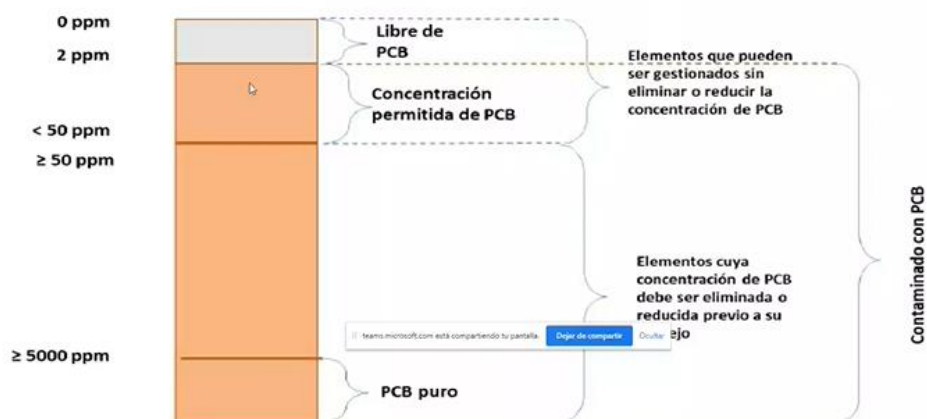 0 ppm
2 ppm
< 50 ppm
≥ 50 ppm
≥ 5000 ppm
Libre de
PCB
Concentración
permitida de PCB
PCB puro
Elementos que pueden
ser gestionados sin
eliminar o reducir la
concentración de PCB
Elementos cuya
concentración de PCB
debe ser eliminada o
reducida previo a su
ejo
teams.microsoft.com está compartiendo tu pantalla.
Dejar de compartir
Ocultar
Contaminado con PCB